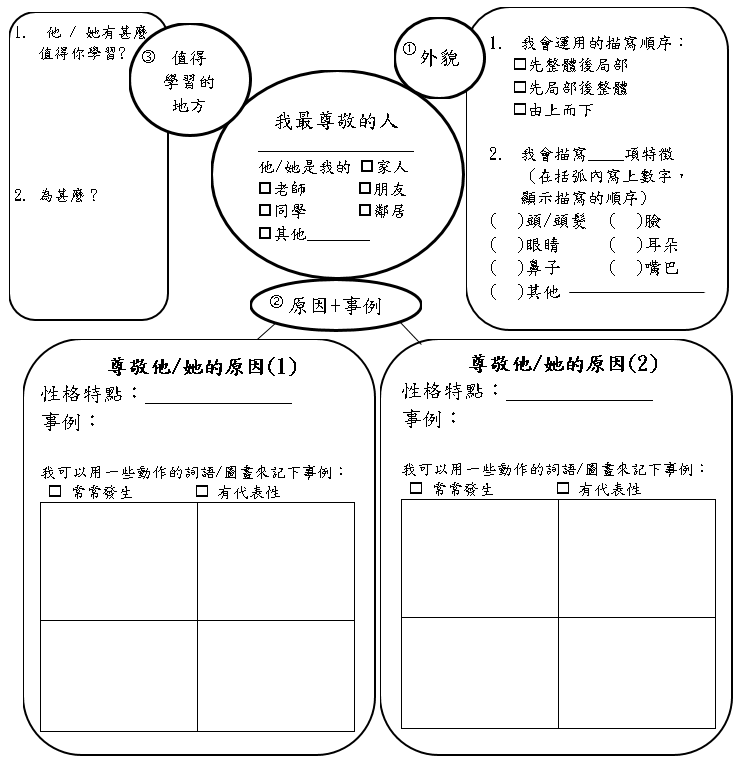 我最尊敬的人
他/她是我的 □家人
□老師 □朋友
□同學 □鄰居
□其他________
① 外貌
1. 我會運用的描寫順序：
□先整體後局部
□先局部後整體
□由上而下
2. 我會描寫____項特徵
（在括弧內寫上數字，
顯示描寫的順序）
( )頭/頭髮 ( )臉
( )眼睛 ( )耳朵
( )鼻子 ( )嘴巴
( )其他
② 原因+事例
尊敬他/她的原因(1)
性格特點：
事例：
我可以用一些動作的詞語/圖畫來記下事例：
□ 常常發生 □ 有代表性
尊敬他/她的原因(2)
性格特點：
事例：
我可以用一些動作的詞語/圖畫來記下事例：
□ 常常發生 □ 有代表性
③ 值得
學習的
地方
1. 他 / 她有甚麼
值得你學習?
2. 為甚麼？